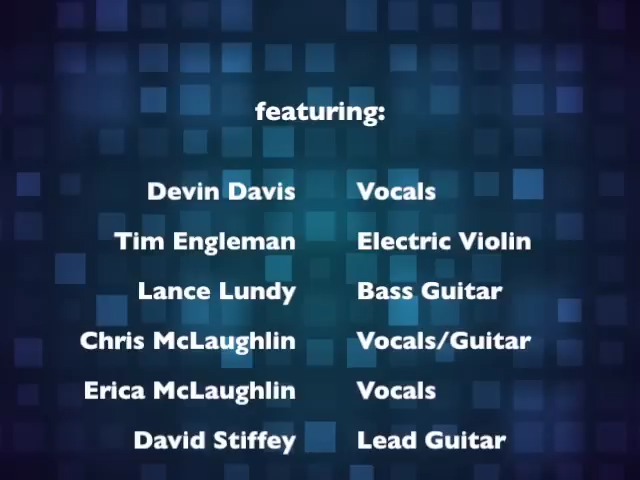 featuring:
Devin Davis Vocals
Tim Engleman Electric Violin
Lance Lundy Bass Guitar
Chris McLaughlin Vocals/Guitar
Erica McLaughlin Vocals
David Stiffey Lead Guitar